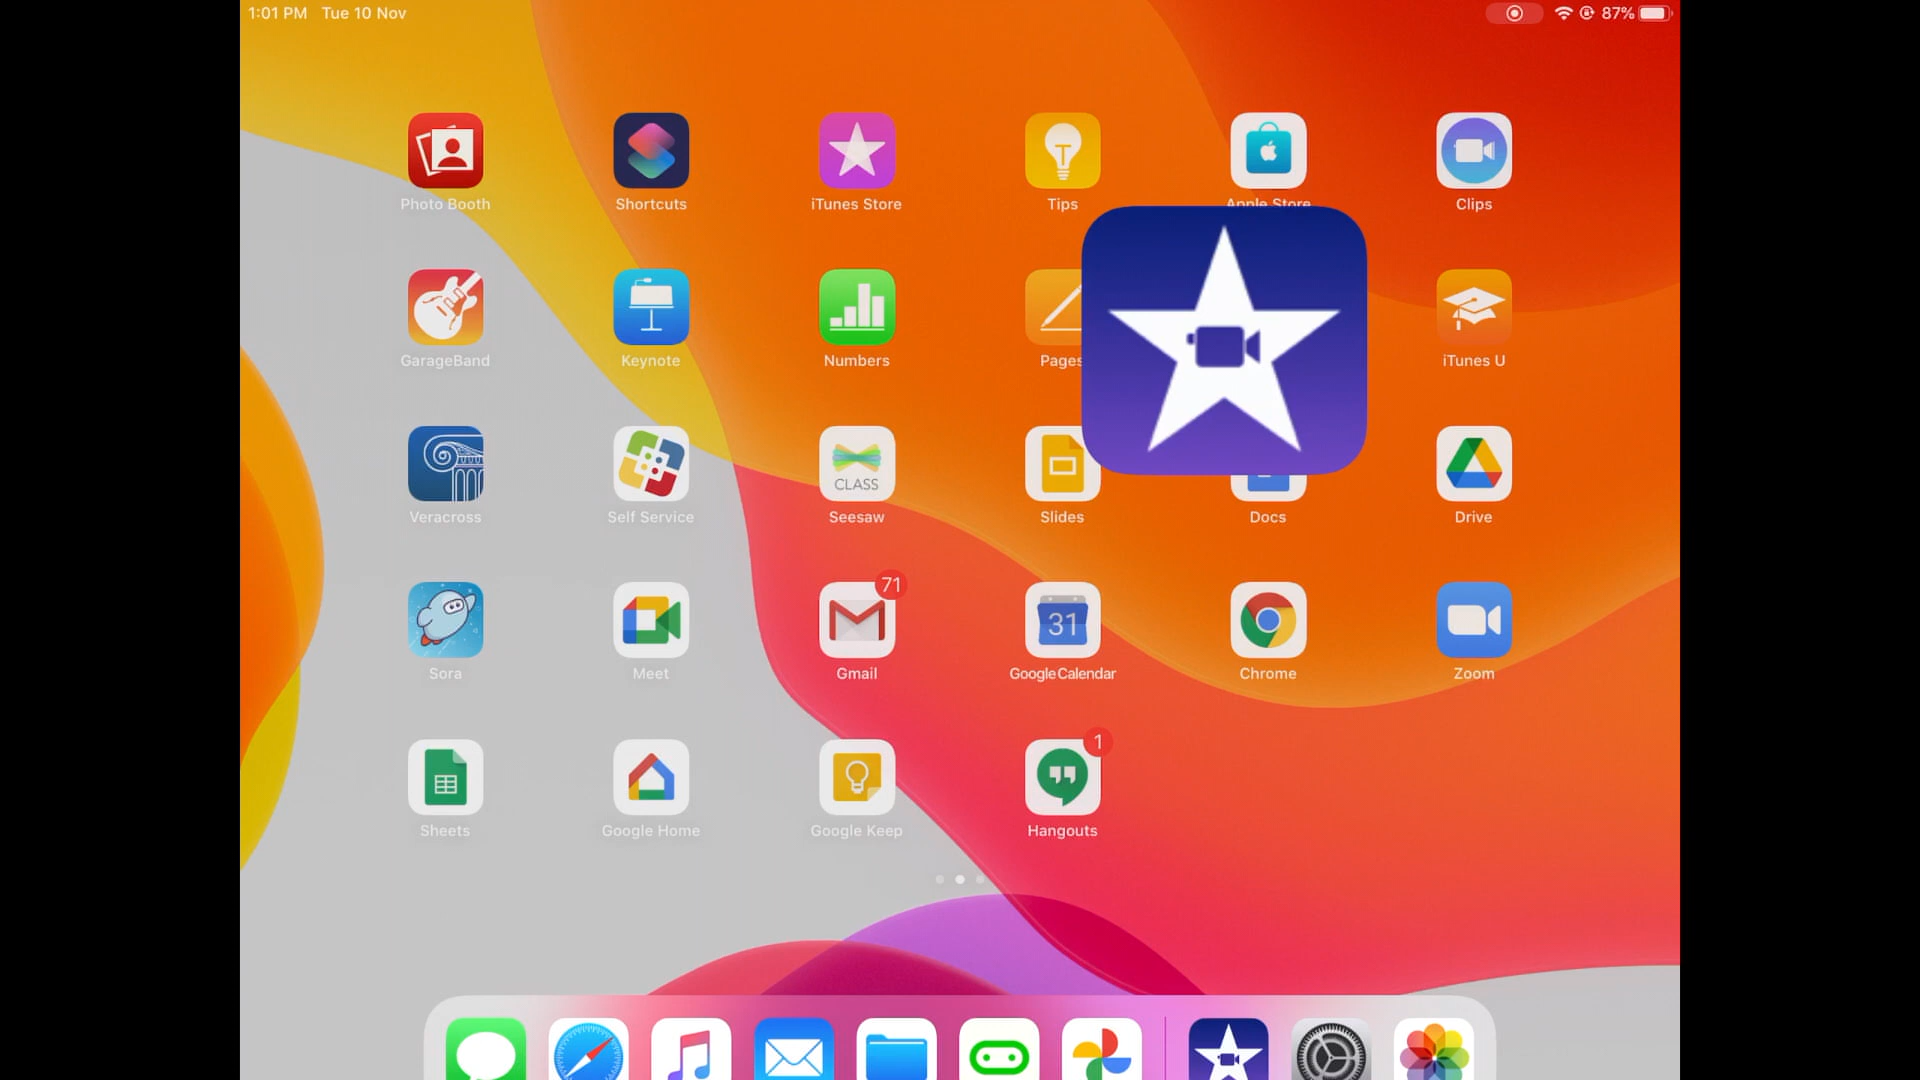 1:01 PM Tue 10 Nov 87%
Photo Booth Shortcuts iTunes Store Tips Apple Store Clips
GarageBand Keynote Numbers Pages iTunes U
CLASS
Veracross Self Service Seesaw Slides Docs Drive
71
31
Sora Meet Gmail Google Calendar Chrome Zoom
1
Sheets Google Home Google Keep Hangouts